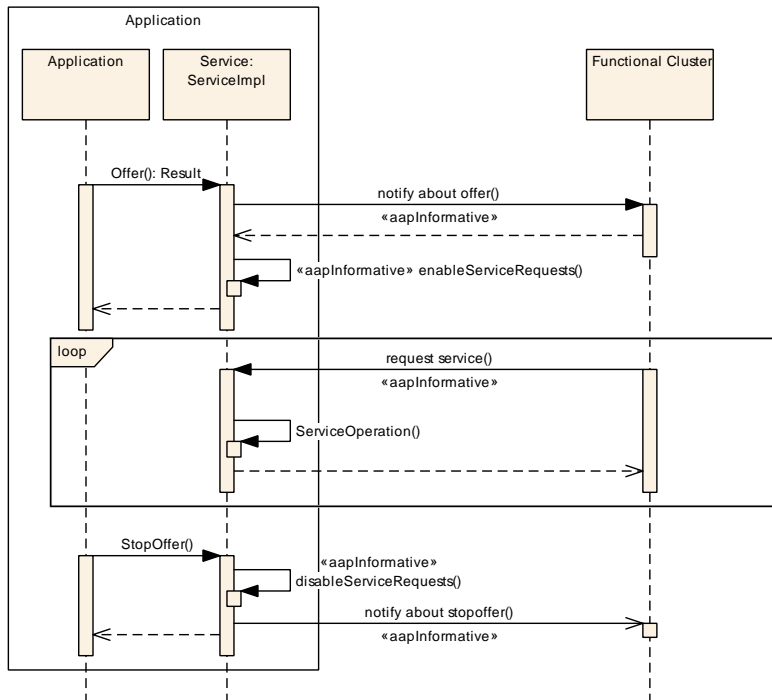 Application
Application
Service:
ServiceImpl
Functional Cluster
Offer(): Result
notify about offer()
«aapInformative»
«aapInformative» enableServiceRequests()
loop
request service()
«aapInformative»
ServiceOperation()
StopOffer()
«aapInformative»
disableServiceRequests()
notify about stopoffer()
«aapInformative»